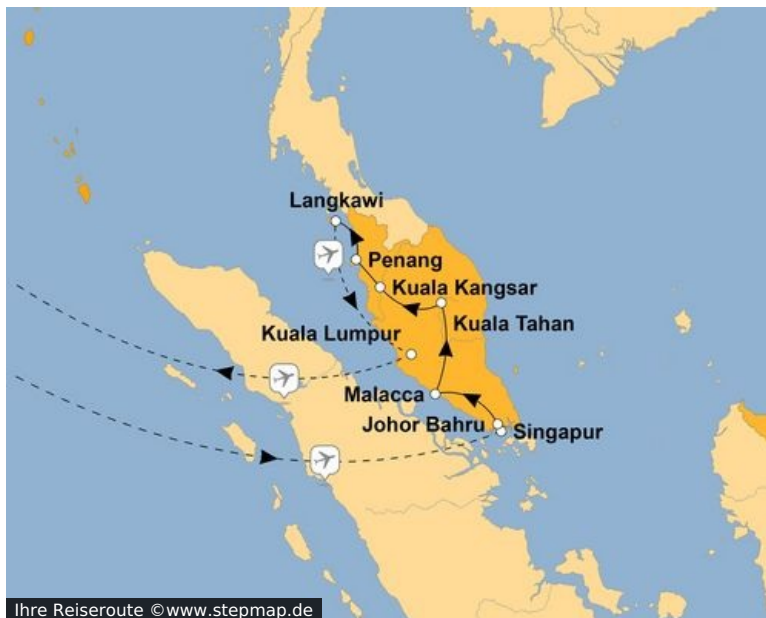 Langkawi
Penang
Kuala Kangsar
Kuala Tahan
Kuala Lumpur
Malacca
Johor Bahru
Singapur
Ihre Reiseroute ©www.stepmap.de